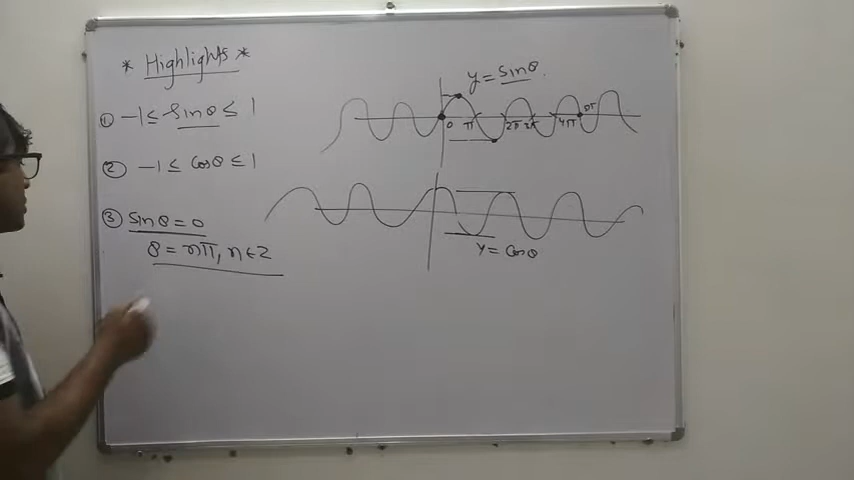 * Highlights *
① -1 ≤ Sinθ ≤ 1
② -1 ≤ Cosθ ≤ 1
③ Sinθ = 0
θ = nπ, n ∈ Z
y = Sinθ
0 π 2π 3π 4π 5π
y = Cosθ